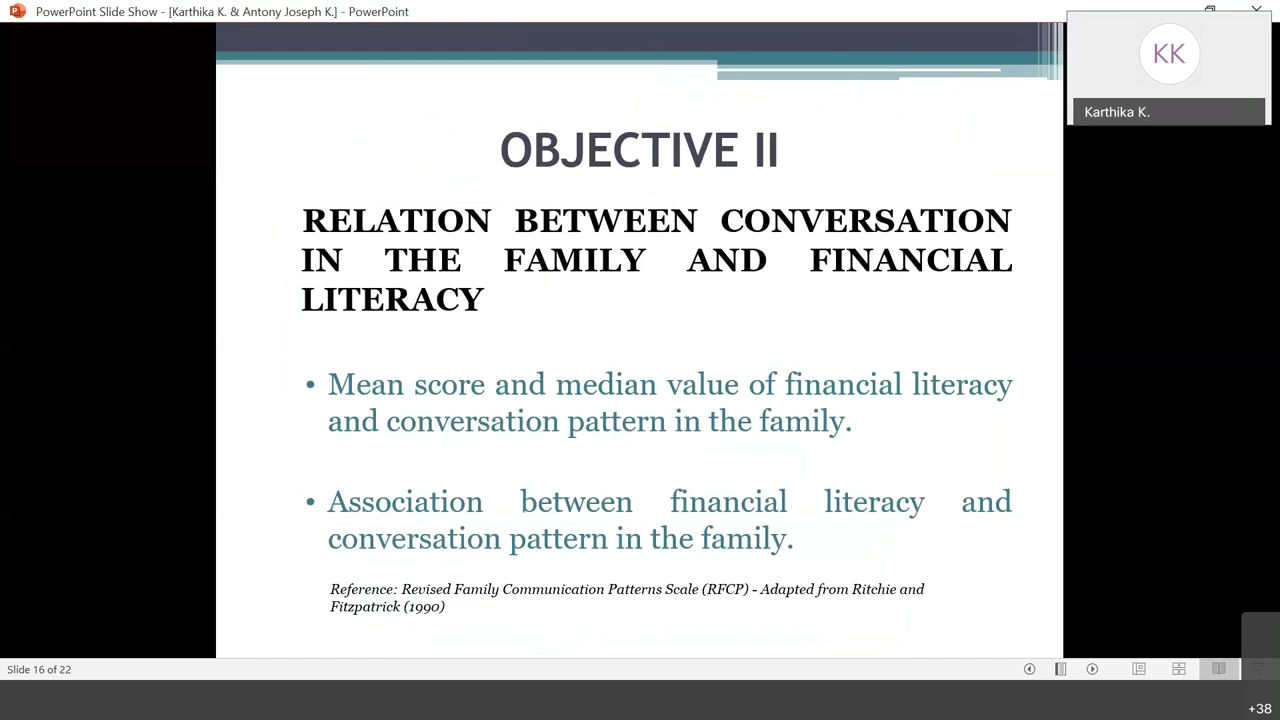 PowerPoint Slide Show - [Karthika K. & Antony Joseph K.] - PowerPoint
KK
Karthika K.
OBJECTIVE II
RELATION BETWEEN CONVERSATION
IN THE FAMILY AND FINANCIAL
LITERACY
• Mean score and median value of financial literacy
and conversation pattern in the family.
• Association between financial literacy and
conversation pattern in the family.
Reference: Revised Family Communication Patterns Scale (RFCP) - Adapted from Ritchie and
Fitzpatrick (1990)
Slide 16 of 22
+38